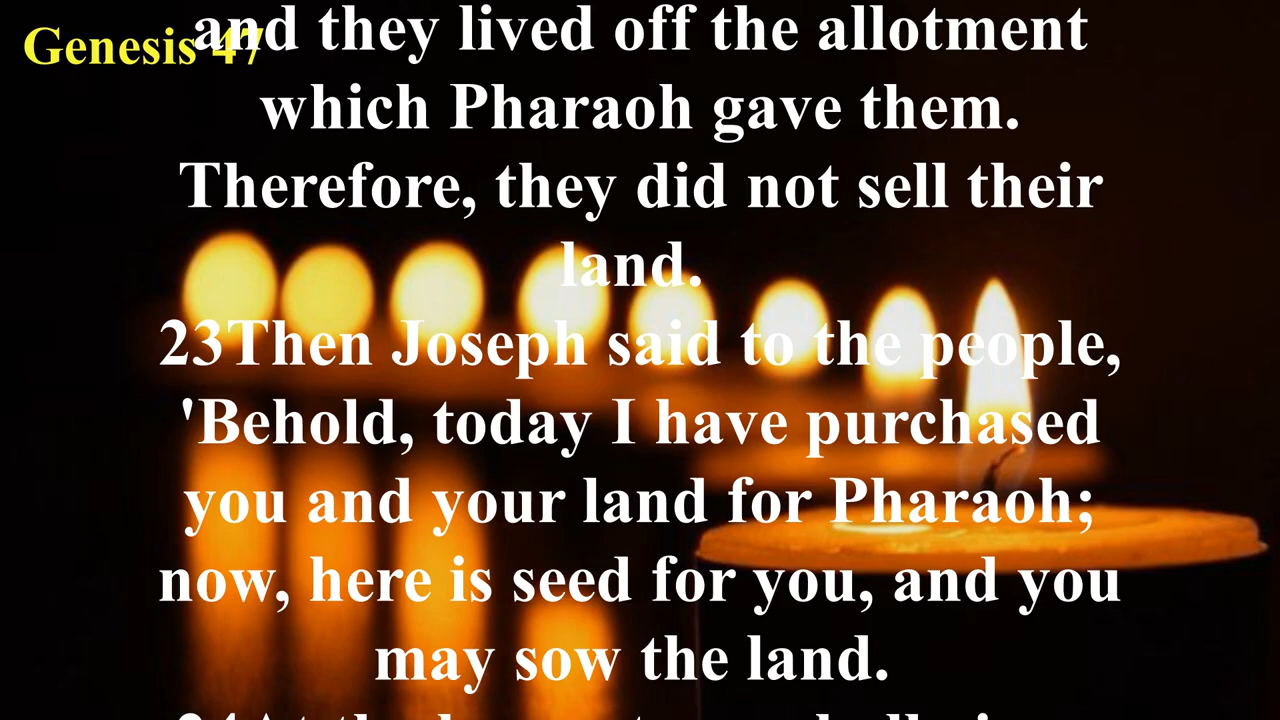 Genesis 47
and they lived off the allotment
which Pharaoh gave them.
Therefore, they did not sell their
land.
23Then Joseph said to the people,
'Behold, today I have purchased
you and your land for Pharaoh;
now, here is seed for you, and you
may sow the land.